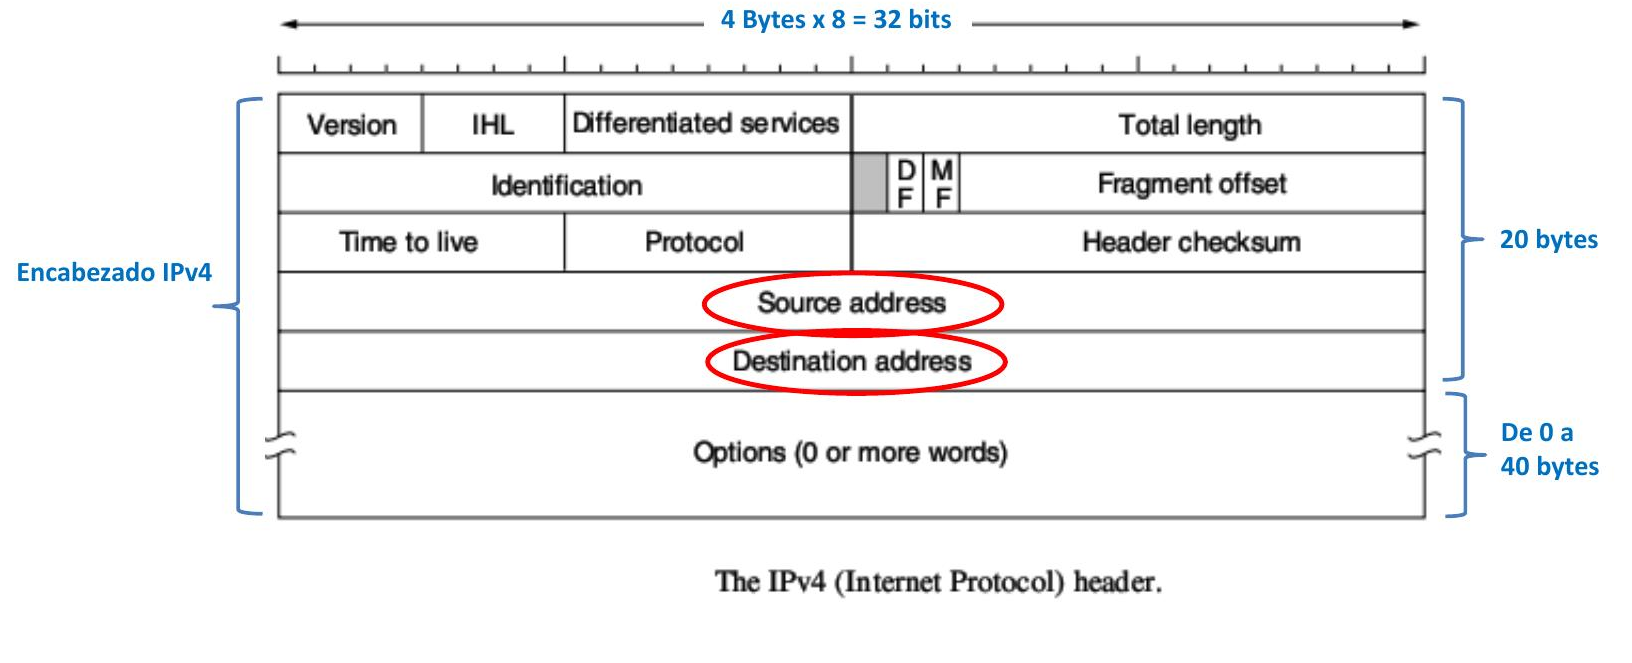 4 Bytes x 8 = 32 bits
Version IHL Differentiated services Total length
Identification D F M F Fragment offset
Time to live Protocol Header checksum
20 bytes
Encabezado IPv4
Source address
Destination address
De 0 a
40 bytes
Options (0 or more words)
The IPv4 (Internet Protocol) header.